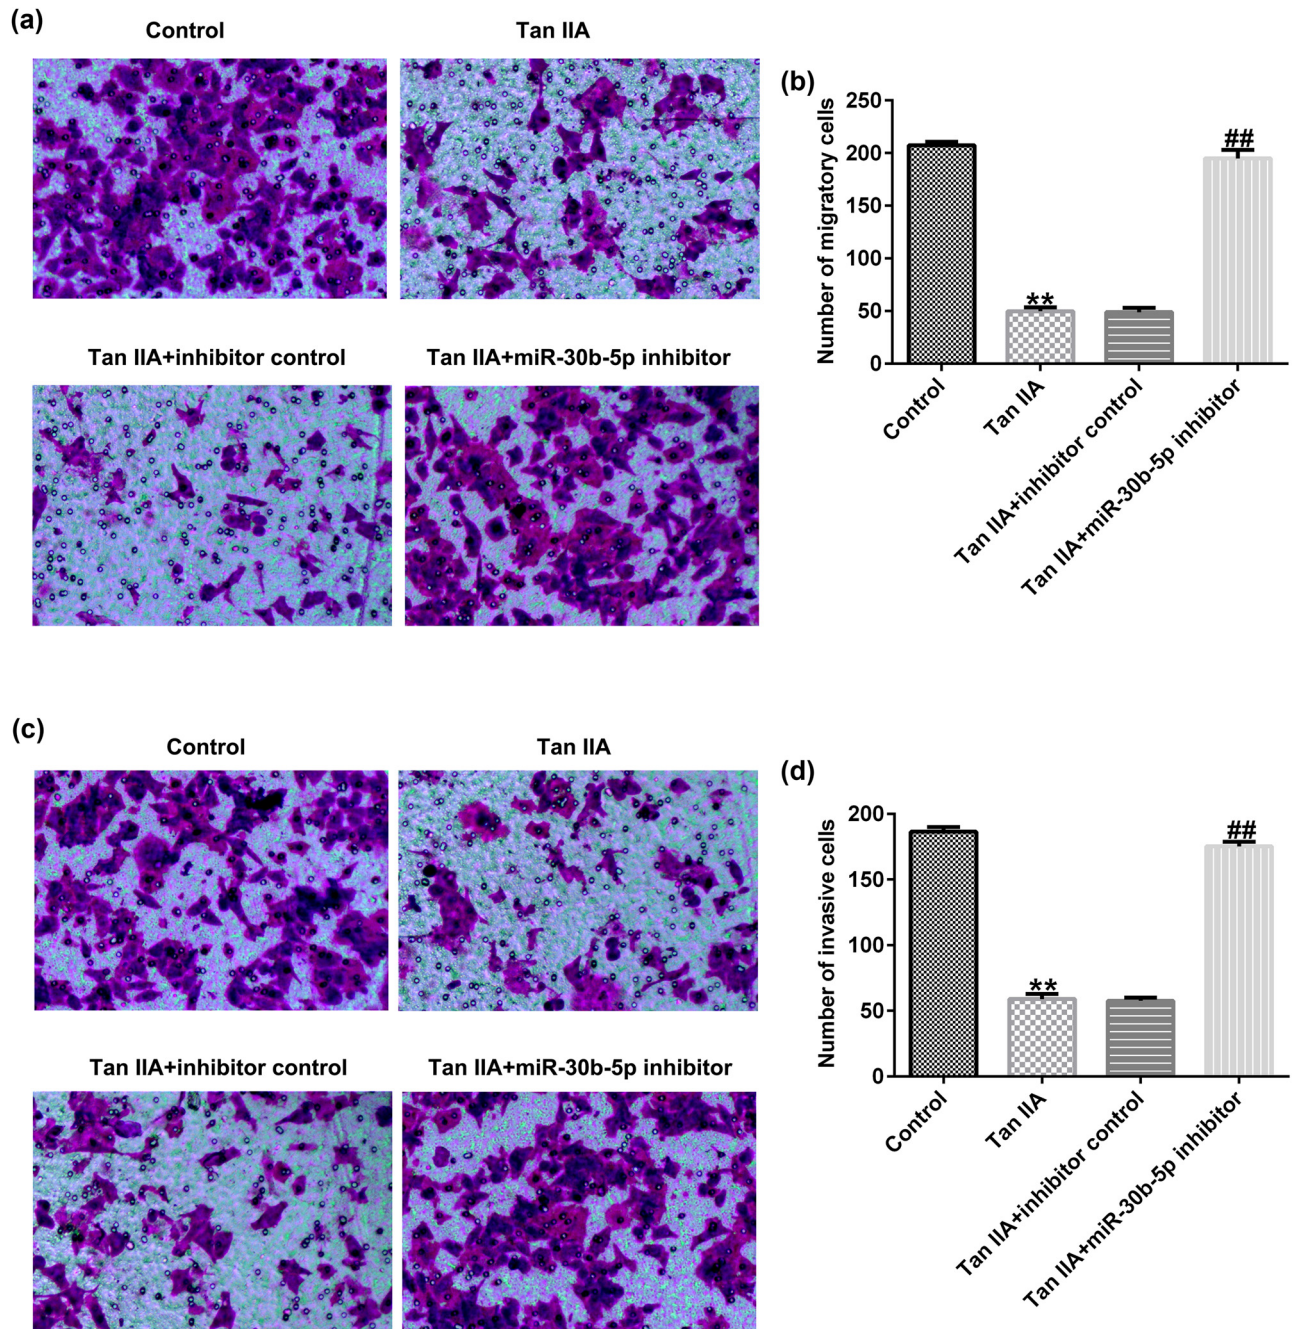 (a)
Control
Tan IIA
Tan IIA+inhibitor control
Tan IIA+miR-30b-5p inhibitor
(b)
Number of migratory cells
250
200
150
100
50
0
**
##
Control
Tan IIA
Tan IIA+inhibitor control
Tan IIA+miR-30b-5p inhibitor
(c)
Control
Tan IIA
Tan IIA+inhibitor control
Tan IIA+miR-30b-5p inhibitor
(d)
Number of invasive cells
200
150
100
50
0
**
##
Control
Tan IIA
Tan IIA+inhibitor control
Tan IIA+miR-30b-5p inhibitor